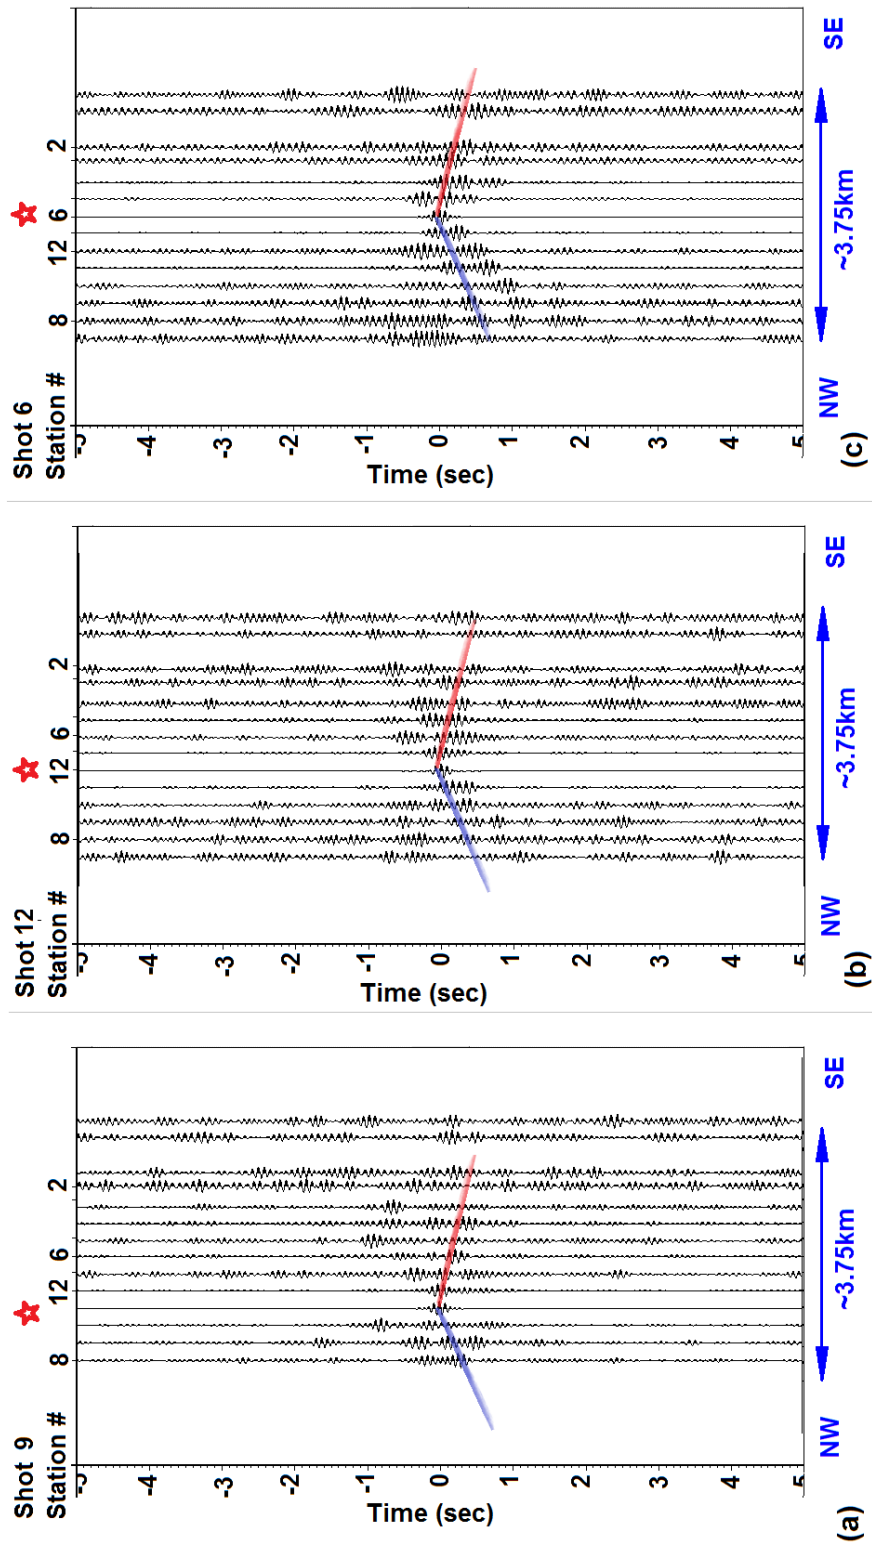 Shot 6
Station #
8 12 6 2
-5
-4
-3
-2
-1
0
1
2
3
4
5
Time (sec)
NW ~3.75km SE
(c)
Shot 12
Station #
8 12 6 2
-5
-4
-3
-2
-1
0
1
2
3
4
5
Time (sec)
NW ~3.75km SE
(b)
Shot 9
Station #
8 12 6 2
-5
-4
-3
-2
-1
0
1
2
3
4
5
Time (sec)
NW ~3.75km SE
(a)